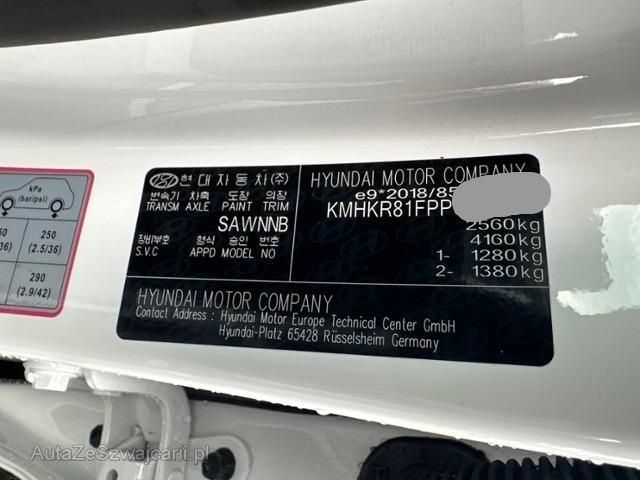 kPa
(bar/psi)
250
(2.5/36)
290
(2.9/42)
현대자동차(주)
변속기 차축 도장 의장
TRANSM AXLE PAINT TRIM
SAWNNB
정비부호 형식 승인 번호
S.V.C APPD MODEL NO
HYUNDAI MOTOR COMPANY
e9*2018/85
KMHKR81FPP
2560kg
4160kg
1- 1280kg
2- 1380kg
HYUNDAI MOTOR COMPANY
Contact Address : Hyundai Motor Europe Technical Center GmbH
Hyundai-Platz 65428 Rüsselsheim Germany
AutaZeSzwajcarii.pl